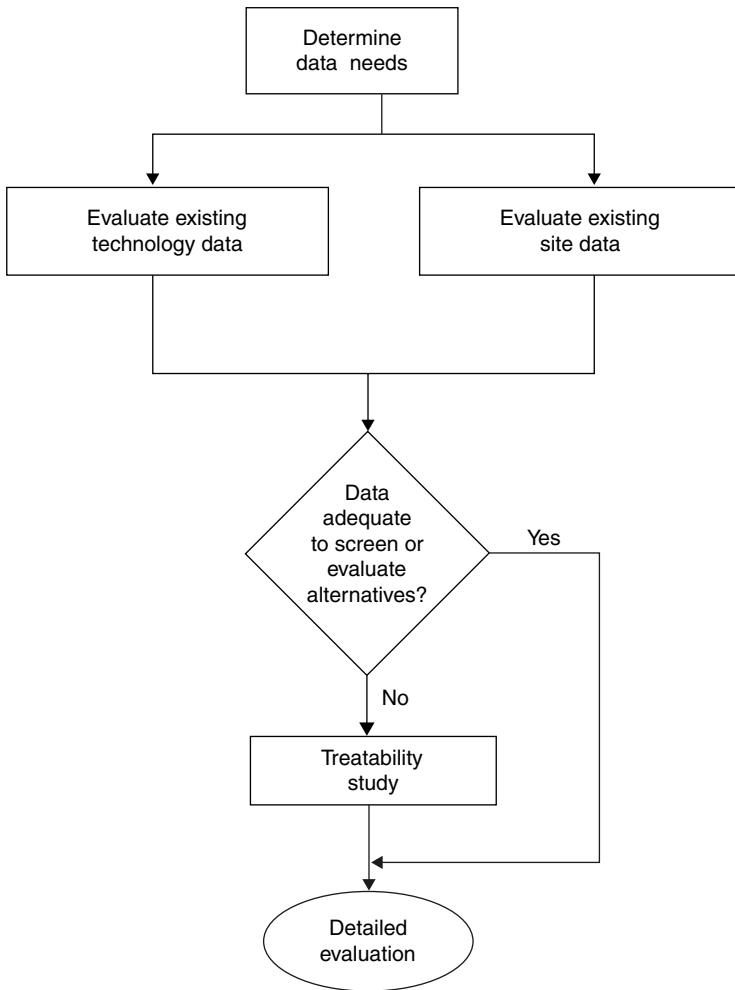 Determine
data needs
Evaluate existing
technology data
Evaluate existing
site data
Data
adequate
to screen or
evaluate
alternatives?
Yes
No
Treatability
study
Detailed
evaluation